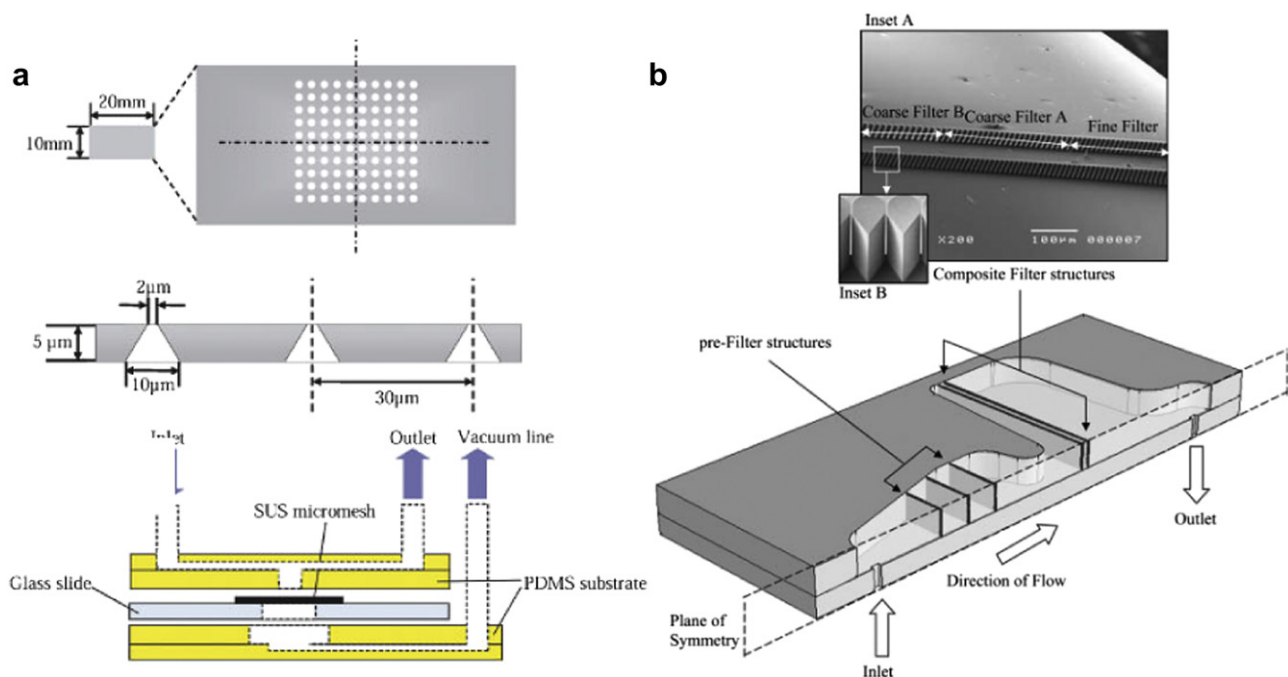 a
20mm
10mm
2μm
5 μm
10μm
30μm
Inlet
Outlet
Vacuum line
SUS micromesh
Glass slide
PDMS substrate
b
Inset A
Coarse Filter B
Coarse Filter A
Fine Filter
X200
100μm
000007
Inset B
Composite Filter structures
pre-Filter structures
Outlet
Direction of Flow
Plane of
Symmetry
Inlet